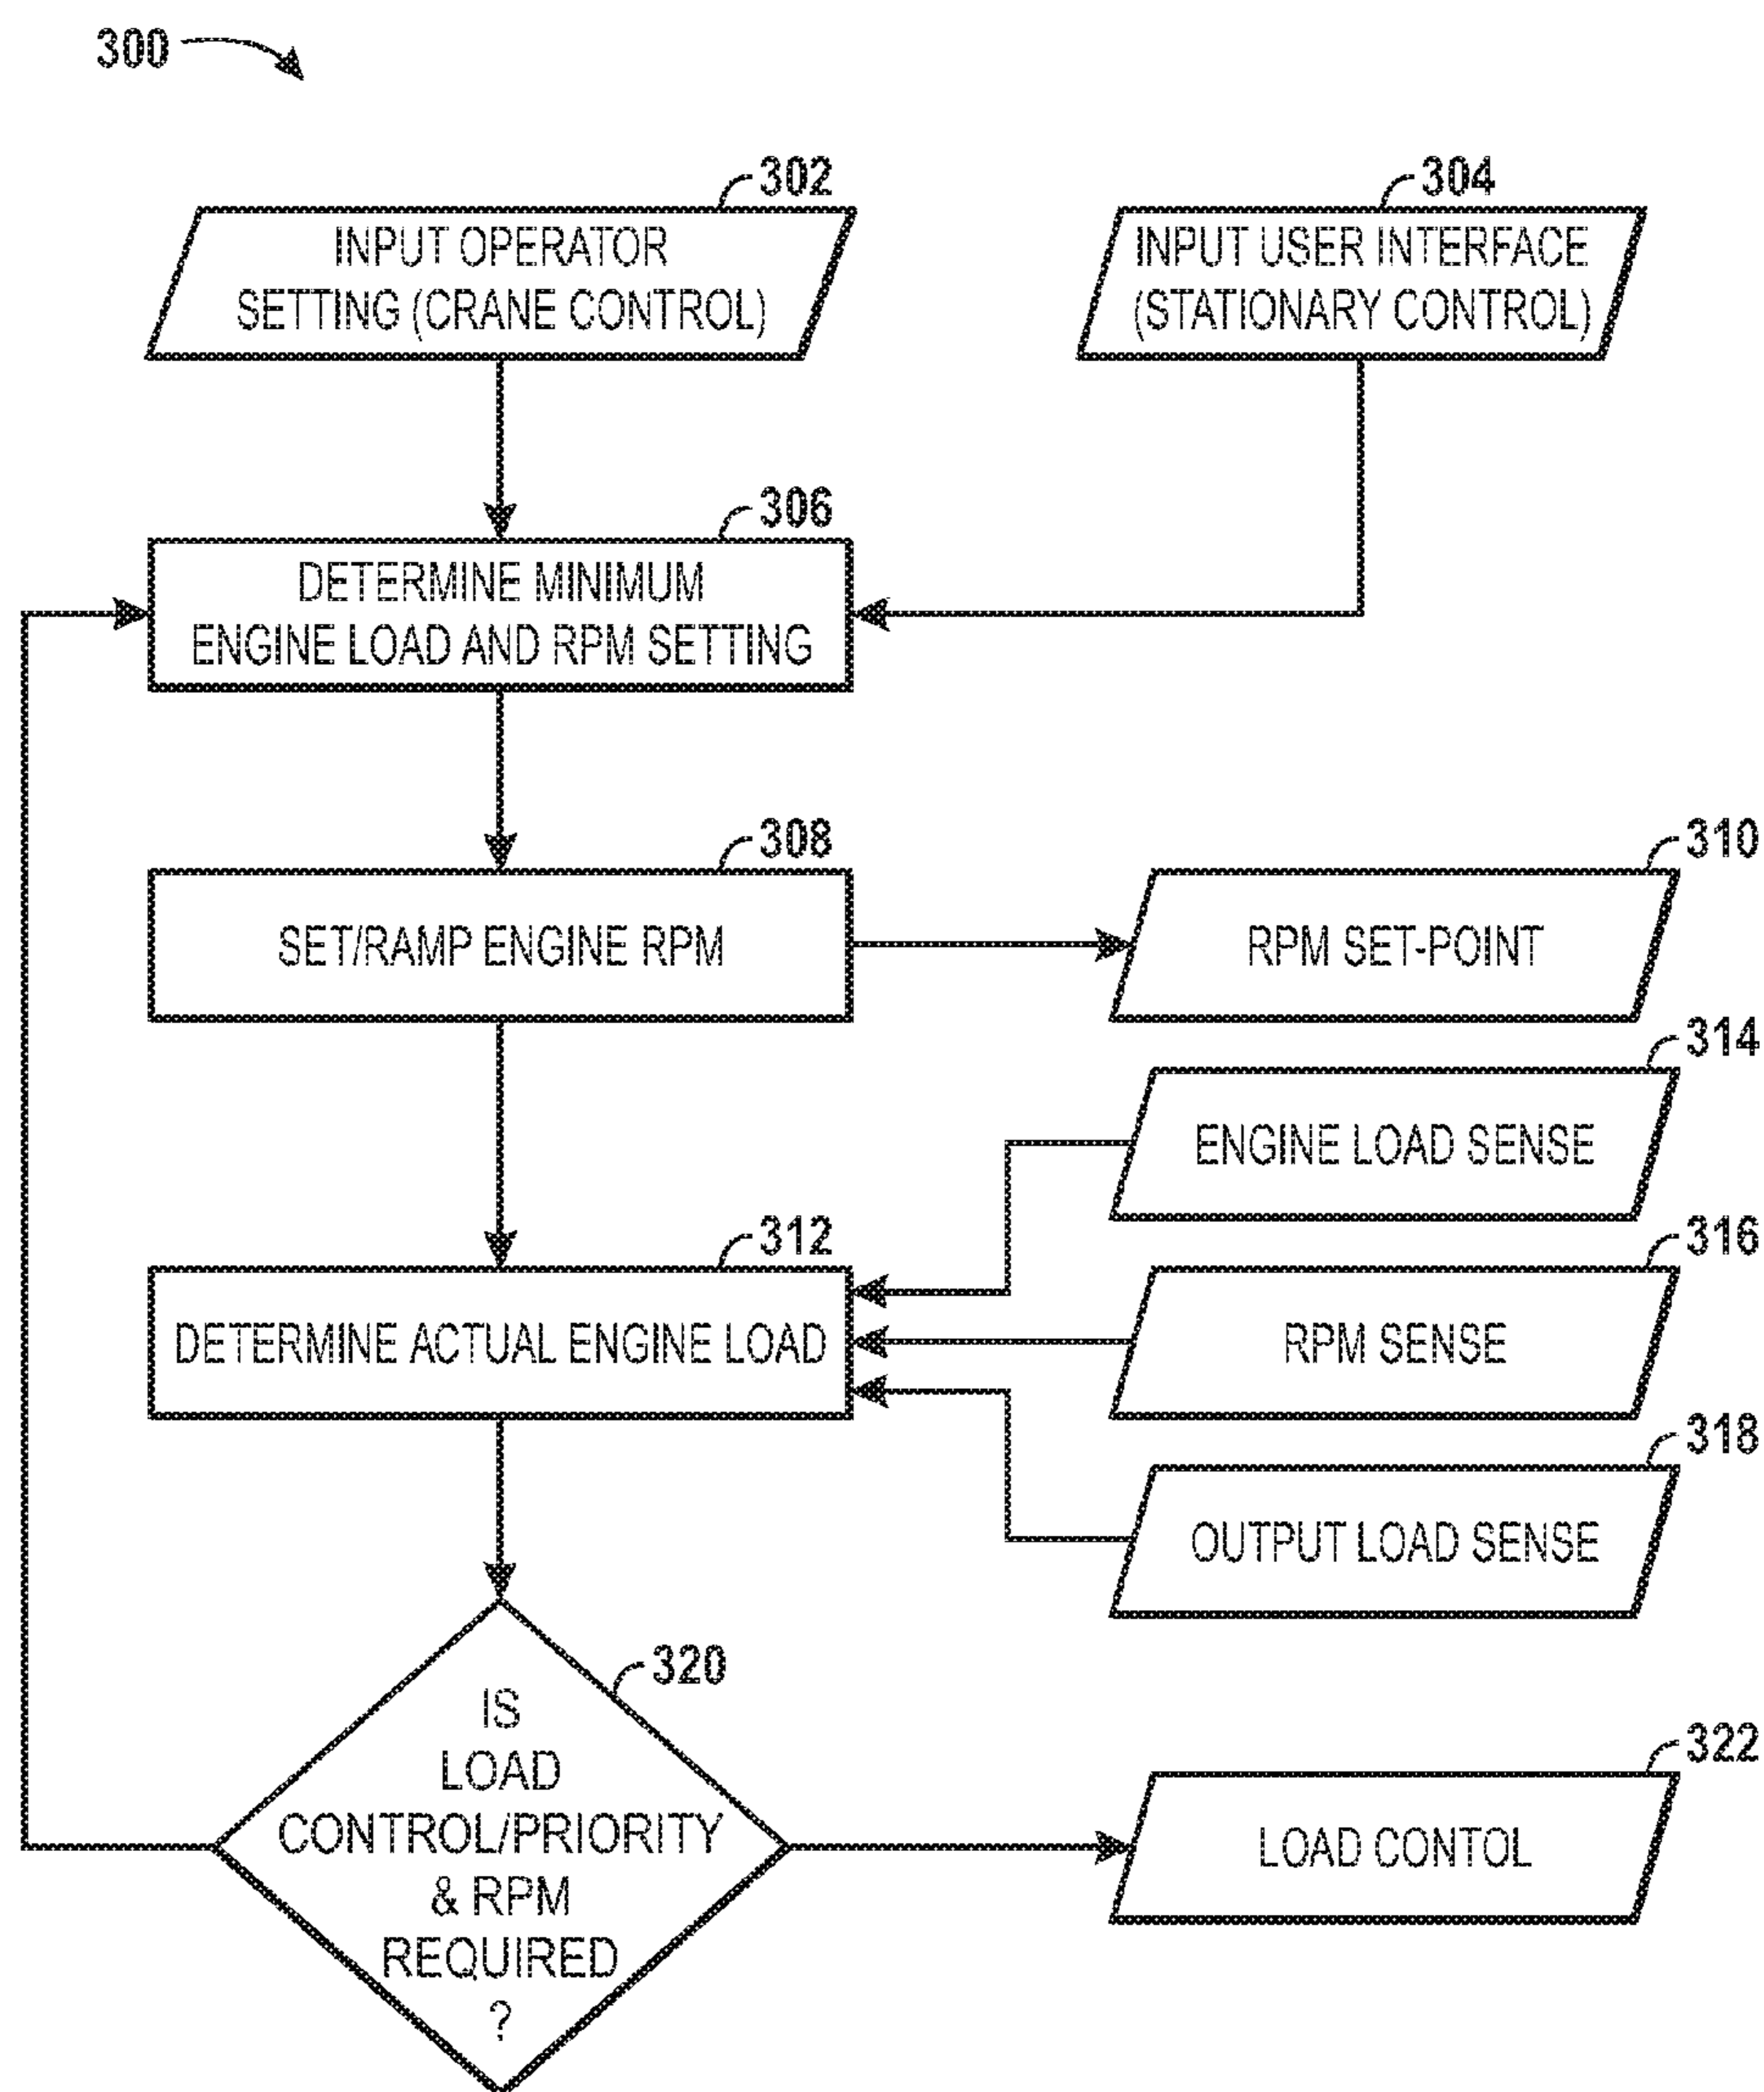 300
302
INPUT OPERATOR
SETTING (CRANE CONTROL)
304
INPUT USER INTERFACE
(STATIONARY CONTROL)
306
DETERMINE MINIMUM
ENGINE LOAD AND RPM SETTING
308
SET/RAMP ENGINE RPM
310
RPM SET-POINT
314
ENGINE LOAD SENSE
312
DETERMINE ACTUAL ENGINE LOAD
316
RPM SENSE
318
OUTPUT LOAD SENSE
320
IS
LOAD
CONTROL/PRIORITY
& RPM
REQUIRED
?
322
LOAD CONTOL